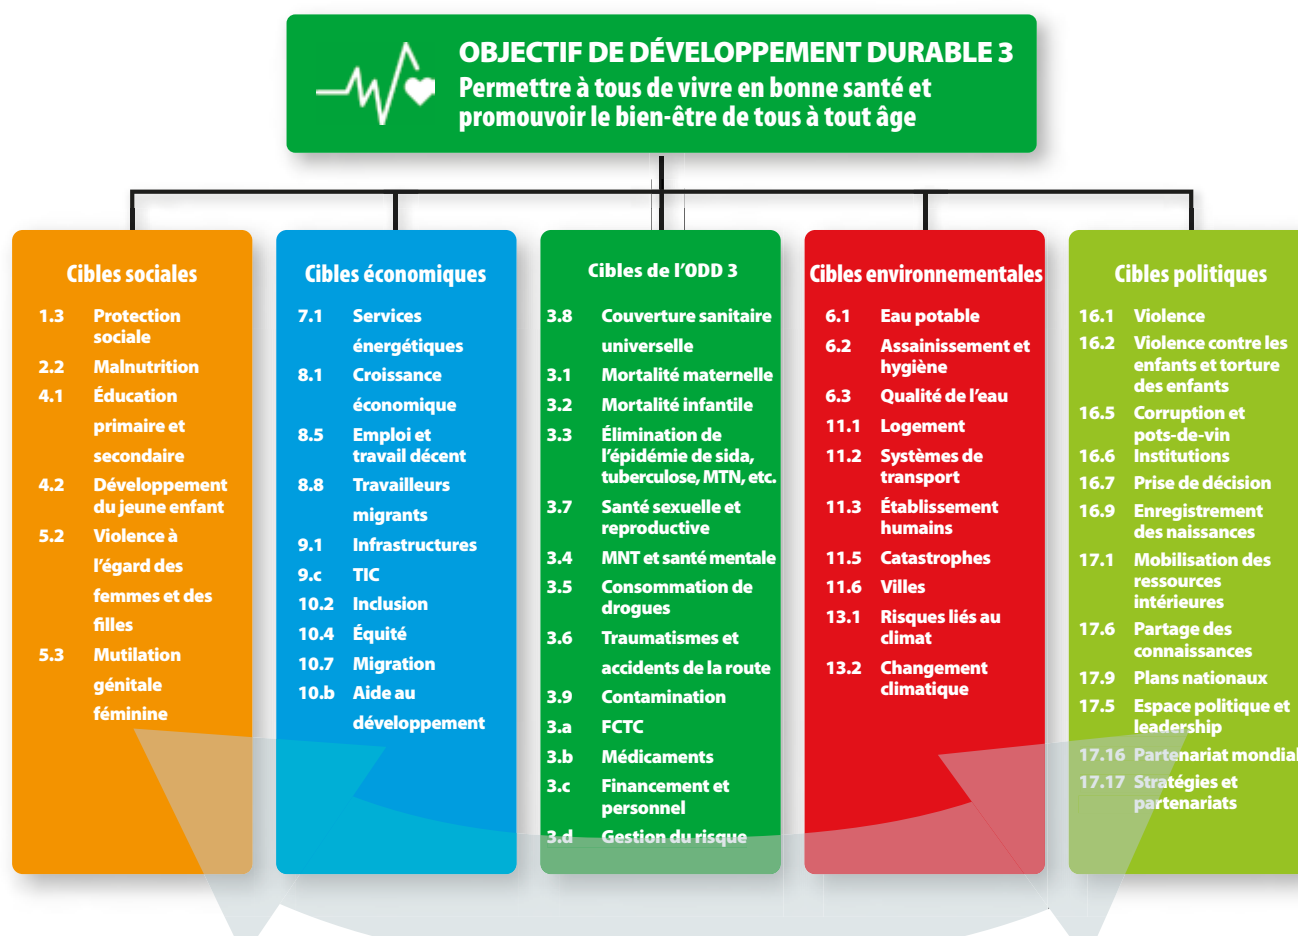 OBJECTIF DE DÉVELOPPEMENT DURABLE 3
Permettre à tous de vivre en bonne santé et
promouvoir le bien-être de tous à tout âge
Cibles sociales
1.3 Protection
sociale
2.2 Malnutrition
4.1 Éducation
primaire et
secondaire
4.2 Développement
du jeune enfant
5.2 Violence à
l'égard des
femmes et des
filles
5.3 Mutilation
génitale
féminine
Cibles économiques
7.1 Services
énergétiques
8.1 Croissance
économique
8.5 Emploi et
travail décent
8.8 Travailleurs
migrants
9.1 Infrastructures
9.c TIC
10.2 Inclusion
10.4 Équité
10.7 Migration
10.b Aide au
développement
Cibles de l'ODD 3
3.8 Couverture sanitaire
universelle
3.1 Mortalité maternelle
3.2 Mortalité infantile
3.3 Élimination de
l'épidémie de sida,
tuberculose, MTN, etc.
3.7 Santé sexuelle et
reproductive
3.4 MNT et santé mentale
3.5 Consommation de
drogues
3.6 Traumatismes et
accidents de la route
3.9 Contamination
3.a FCTC
3.b Médicaments
3.c Financement et
personnel
3.d Gestion du risque
Cibles environnementales
6.1 Eau potable
6.2 Assainissement et
hygiène
6.3 Qualité de l'eau
11.1 Logement
11.2 Systèmes de
transport
11.3 Établissement
humains
11.5 Catastrophes
11.6 Villes
13.1 Risques liés au
climat
13.2 Changement
climatique
Cibles politiques
16.1 Violence
16.2 Violence contre les
enfants et torture
des enfants
16.5 Corruption et
pots-de-vin
16.6 Institutions
16.7 Prise de décision
16.9 Enregistrement
des naissances
17.1 Mobilisation des
ressources
intérieures
17.6 Partage des
connaissances
17.9 Plans nationaux
17.5 Espace politique et
leadership
17.16 Partenariat mondial
17.17 Stratégies et
partenariats